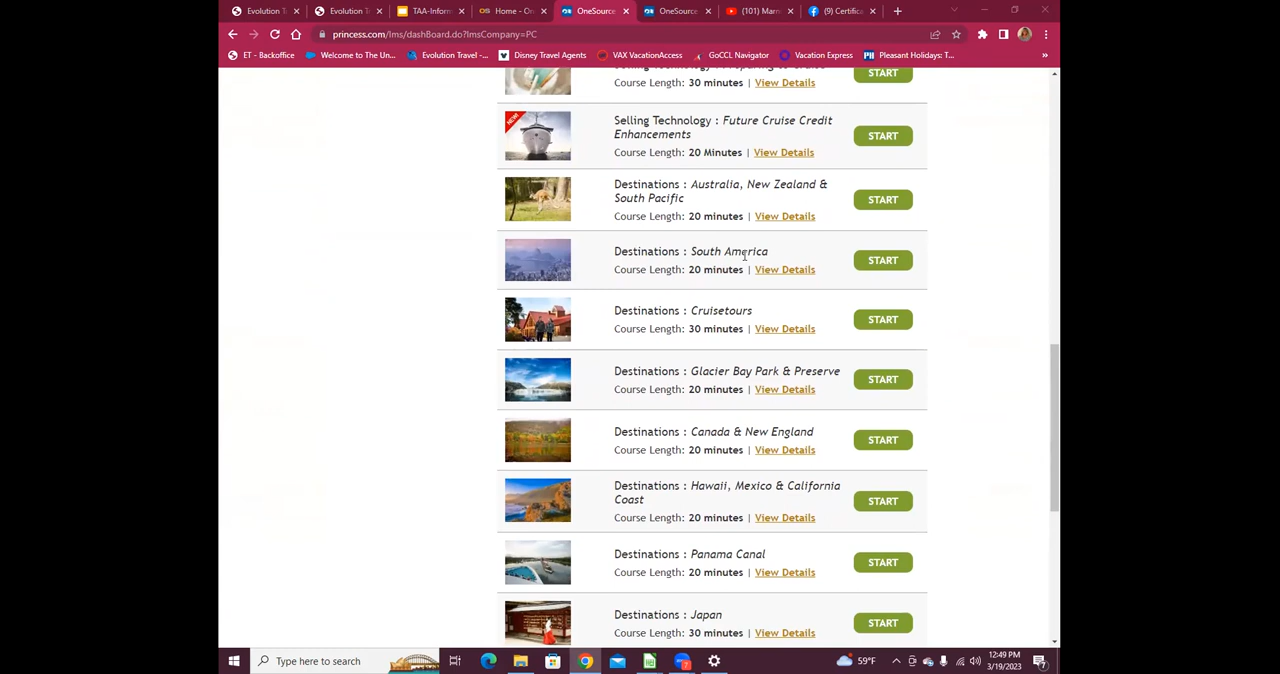 Evolution T
Evolution T
TAA-Inform
Home - On
OneSource
OneSource
(101) Marn
(9) Certifica
princess.com/lms/dashBoard.do?lmsCompany=PC
ET - Backoffice
Welcome to The Un...
Evolution Travel -...
Disney Travel Agents
VAX VacationAccess
GoCCL Navigator
Vacation Express
PH
Pleasant Holidays: T...
START
Course Length: 30 minutes | View Details
NEW!
Selling Technology : Future Cruise Credit
Enhancements
Course Length: 20 Minutes | View Details
START
Destinations : Australia, New Zealand &
South Pacific
Course Length: 20 minutes | View Details
START
Destinations : South America
Course Length: 20 minutes | View Details
START
Destinations : Cruisetours
Course Length: 30 minutes | View Details
START
Destinations : Glacier Bay Park & Preserve
Course Length: 20 minutes | View Details
START
Destinations : Canada & New England
Course Length: 20 minutes | View Details
START
Destinations : Hawaii, Mexico & California
Coast
Course Length: 20 minutes | View Details
START
Destinations : Panama Canal
Course Length: 20 minutes | View Details
START
Destinations : Japan
Course Length: 30 minutes | View Details
START
Type here to search
59°F
12:49 PM
3/19/2023